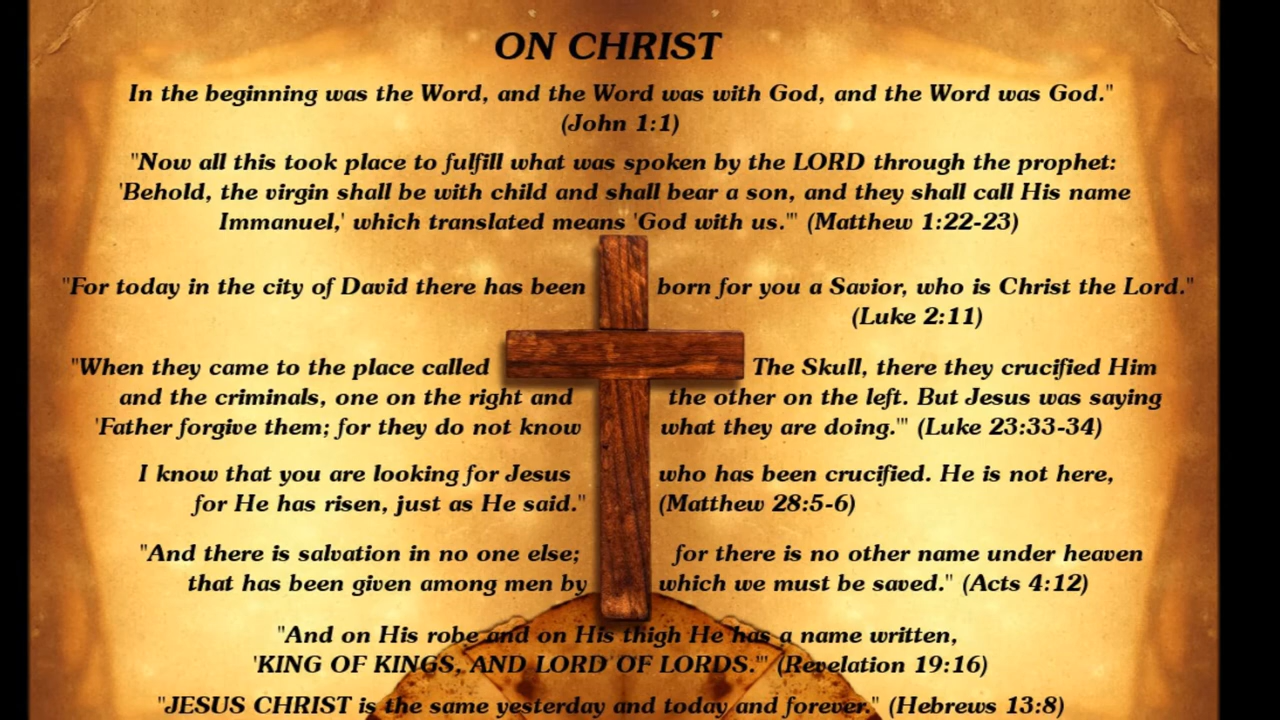 ON CHRIST
In the beginning was the Word, and the Word was with God, and the Word was God."
(John 1:1)
"Now all this took place to fulfill what was spoken by the LORD through the prophet:
'Behold, the virgin shall be with child and shall bear a son, and they shall call His name
Immanuel,' which translated means 'God with us.'" (Matthew 1:22-23)
"For today in the city of David there has been born for you a Savior, who is Christ the Lord."
(Luke 2:11)
"When they came to the place called The Skull, there they crucified Him
and the criminals, one on the right and the other on the left. But Jesus was saying
'Father forgive them; for they do not know what they are doing.'" (Luke 23:33-34)
I know that you are looking for Jesus who has been crucified. He is not here,
for He has risen, just as He said." (Matthew 28:5-6)
"And there is salvation in no one else; for there is no other name under heaven
that has been given among men by which we must be saved." (Acts 4:12)
"And on His robe and on His thigh He has a name written,
'KING OF KINGS, AND LORD OF LORDS.'" (Revelation 19:16)
"JESUS CHRIST is the same yesterday and today and forever." (Hebrews 13:8)